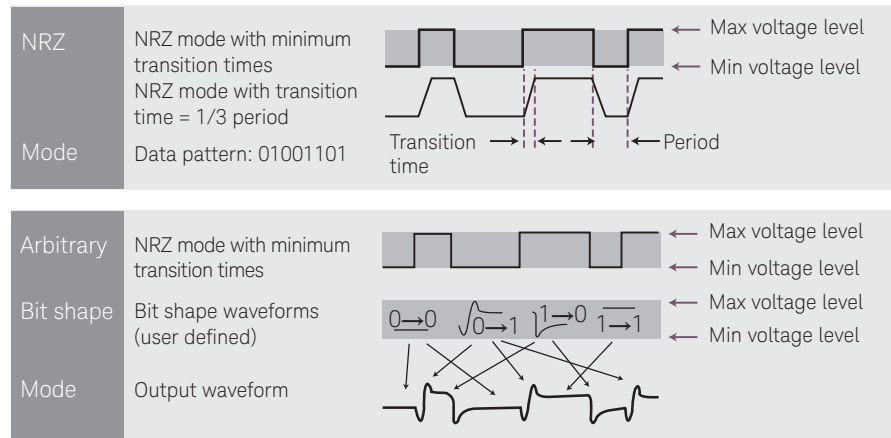 NRZ
Mode
NRZ mode with minimum
transition times
NRZ mode with transition
time = 1/3 period
Data pattern: 01001101
Max voltage level
Min voltage level
Transition
time
Period
Arbitrary
Bit shape
Mode
NRZ mode with minimum
transition times
Bit shape waveforms
(user defined)
Output waveform
Max voltage level
Min voltage level
Max voltage level
Min voltage level
0→0 0→1 1→0 1→1